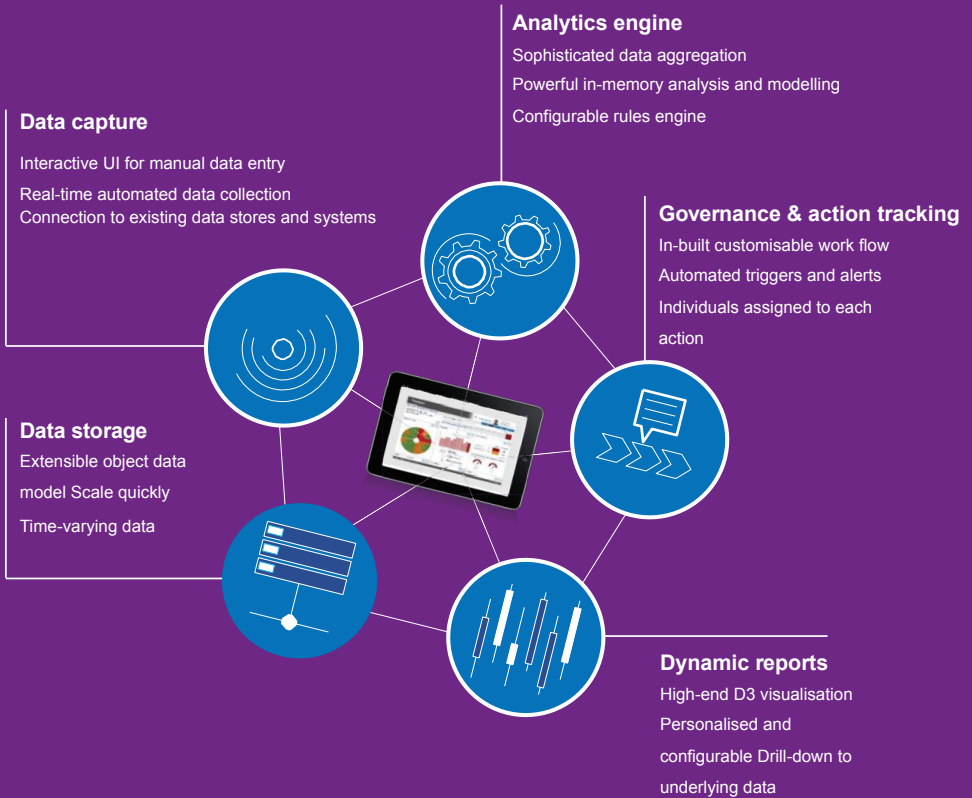 Analytics engine
Sophisticated data aggregation
Powerful in-memory analysis and modelling
Configurable rules engine
Data capture
Interactive UI for manual data entry
Real-time automated data collection
Connection to existing data stores and systems
Governance & action tracking
In-built customisable work flow
Automated triggers and alerts
Individuals assigned to each
action
Data storage
Extensible object data
model Scale quickly
Time-varying data
Dynamic reports
High-end D3 visualisation
Personalised and
configurable Drill-down to
underlying data